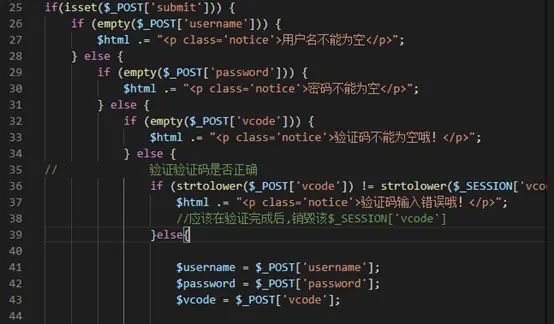 25 if(isset($_POST['submit'])) {
26 if (empty($_POST['username'])) {
27 $html .= "<p class='notice'>用户名不能为空</p>";
28 } else {
29 if (empty($_POST['password'])) {
30 $html .= "<p class='notice'>密码不能为空</p>";
31 } else {
32 if (empty($_POST['vcode'])) {
33 $html .= "<p class='notice'>验证码不能为空哦！</p>";
34 } else {
35 // 验证验证码是否正确
36 if (strtolower($_POST['vcode']) != strtolower($_SESSION['vco
37 $html .= "<p class='notice'>验证码输入错误哦！</p>";
38 //应该在验证完成后,销毁该$_SESSION['vcode']
39 }else{
40
41 $username = $_POST['username'];
42 $password = $_POST['password'];
43 $vcode = $_POST['vcode'];
44